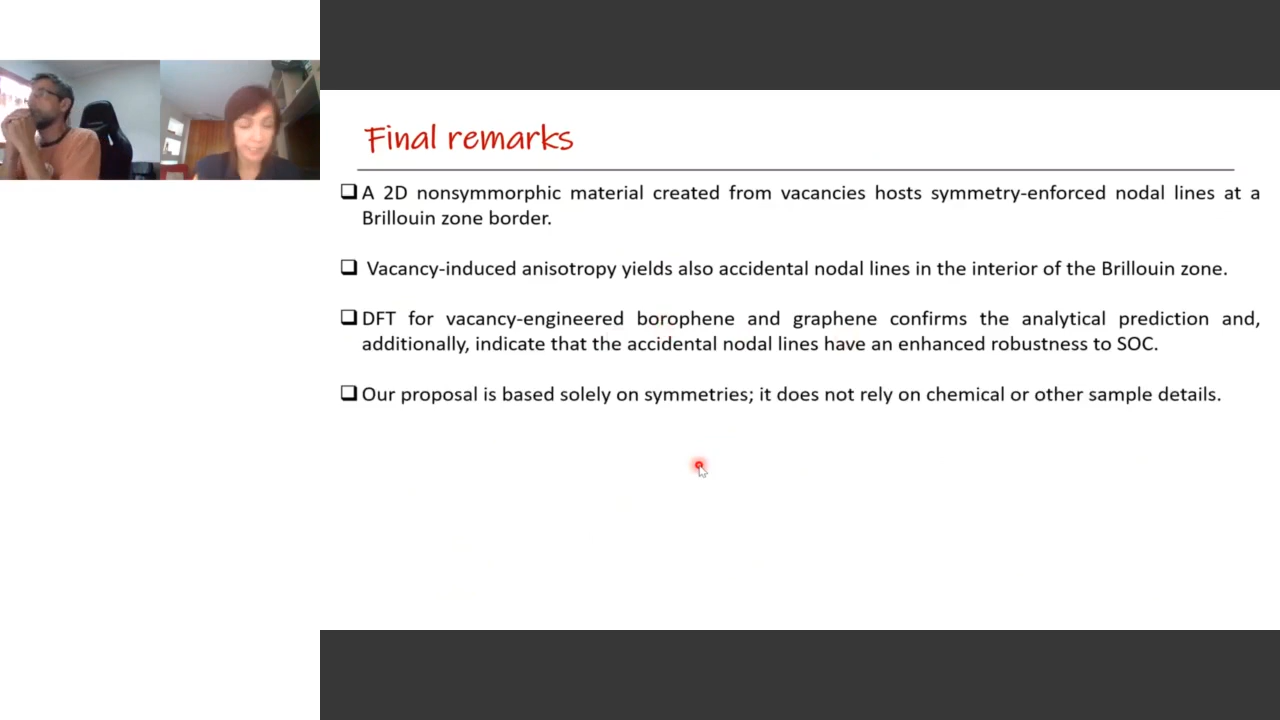 Final remarks
❑ A 2D nonsymmorphic material created from vacancies hosts symmetry-enforced nodal lines at a
Brillouin zone border.
❑ Vacancy-induced anisotropy yields also accidental nodal lines in the interior of the Brillouin zone.
❑ DFT for vacancy-engineered borophene and graphene confirms the analytical prediction and,
additionally, indicate that the accidental nodal lines have an enhanced robustness to SOC.
❑ Our proposal is based solely on symmetries; it does not rely on chemical or other sample details.